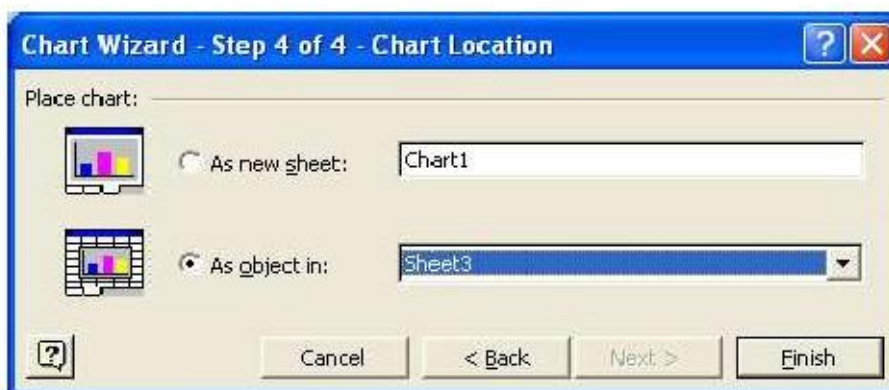 Chart Wizard - Step 4 of 4 - Chart Location
Place chart:
As new sheet: Chart1
As object in: Sheet3
Cancel < Back Next > Finish